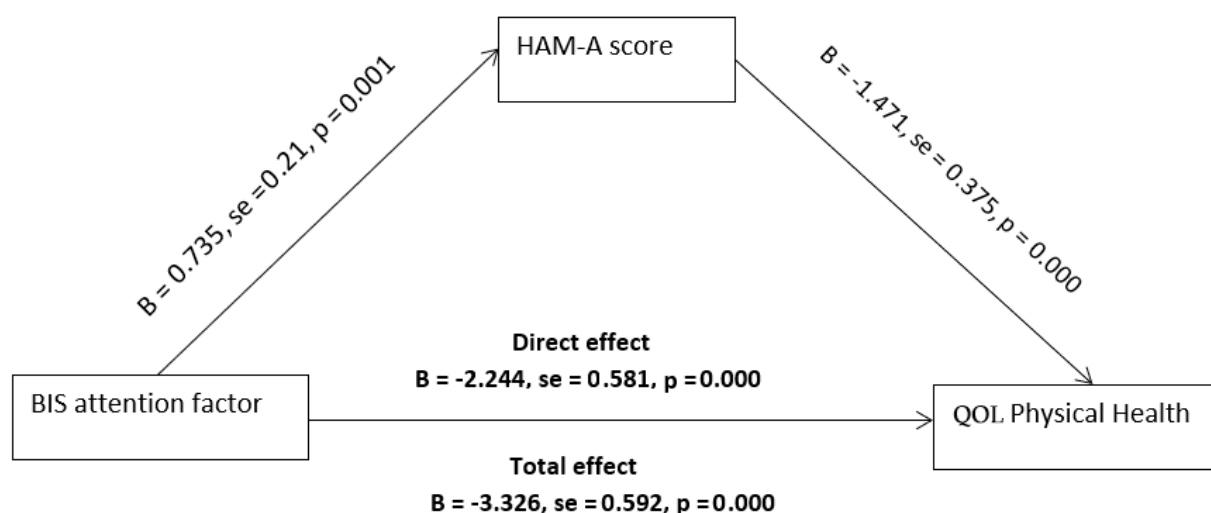 HAM-A score
B = 0.735, se = 0.21, p = 0.001
B = -1.471, se = 0.375, p = 0.000
Direct effect
B = -2.244, se = 0.581, p = 0.000
BIS attention factor
QOL Physical Health
Total effect
B = -3.326, se = 0.592, p = 0.000